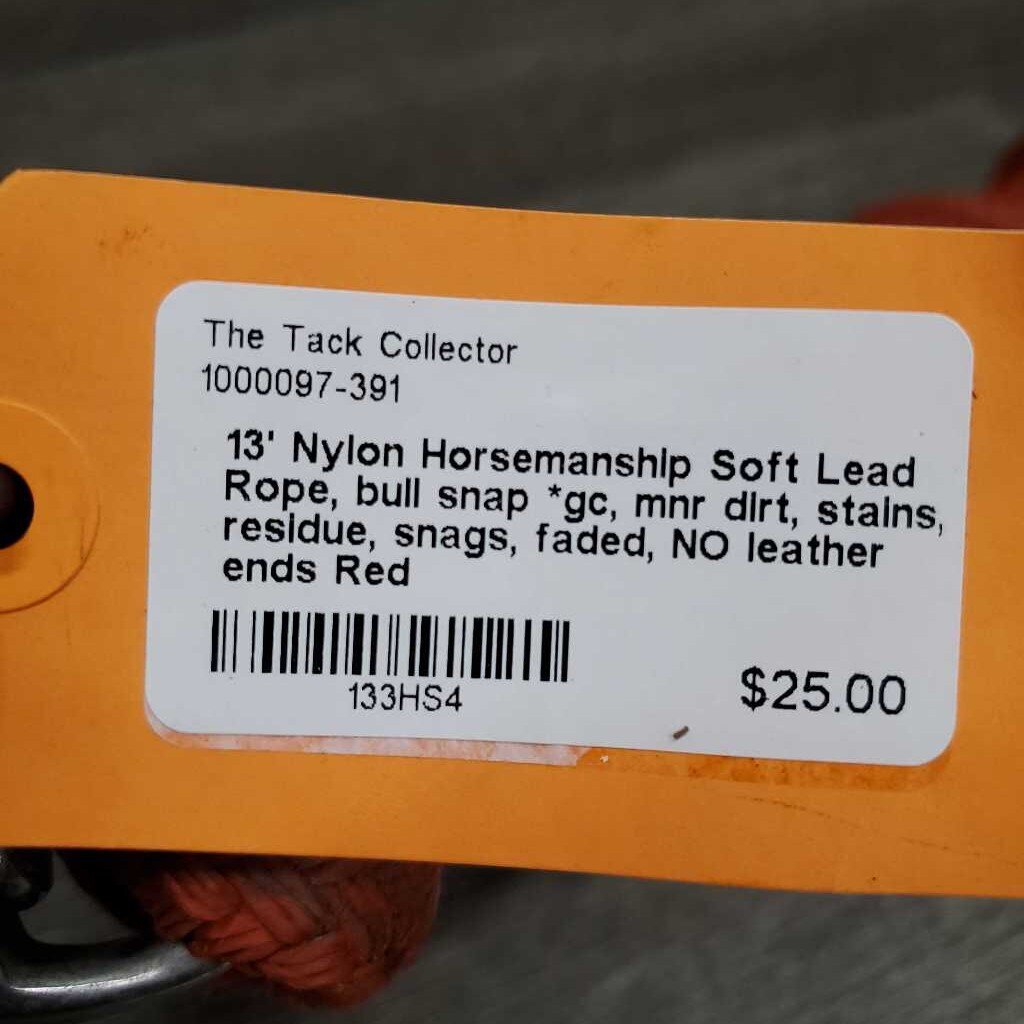 The Tack Collector
1000097-391
13' Nylon Horsemanship Soft Lead
Rope, bull snap *gc, mnr dirt, stains,
residue, snags, faded, NO leather
ends Red
133HS4
$25.00